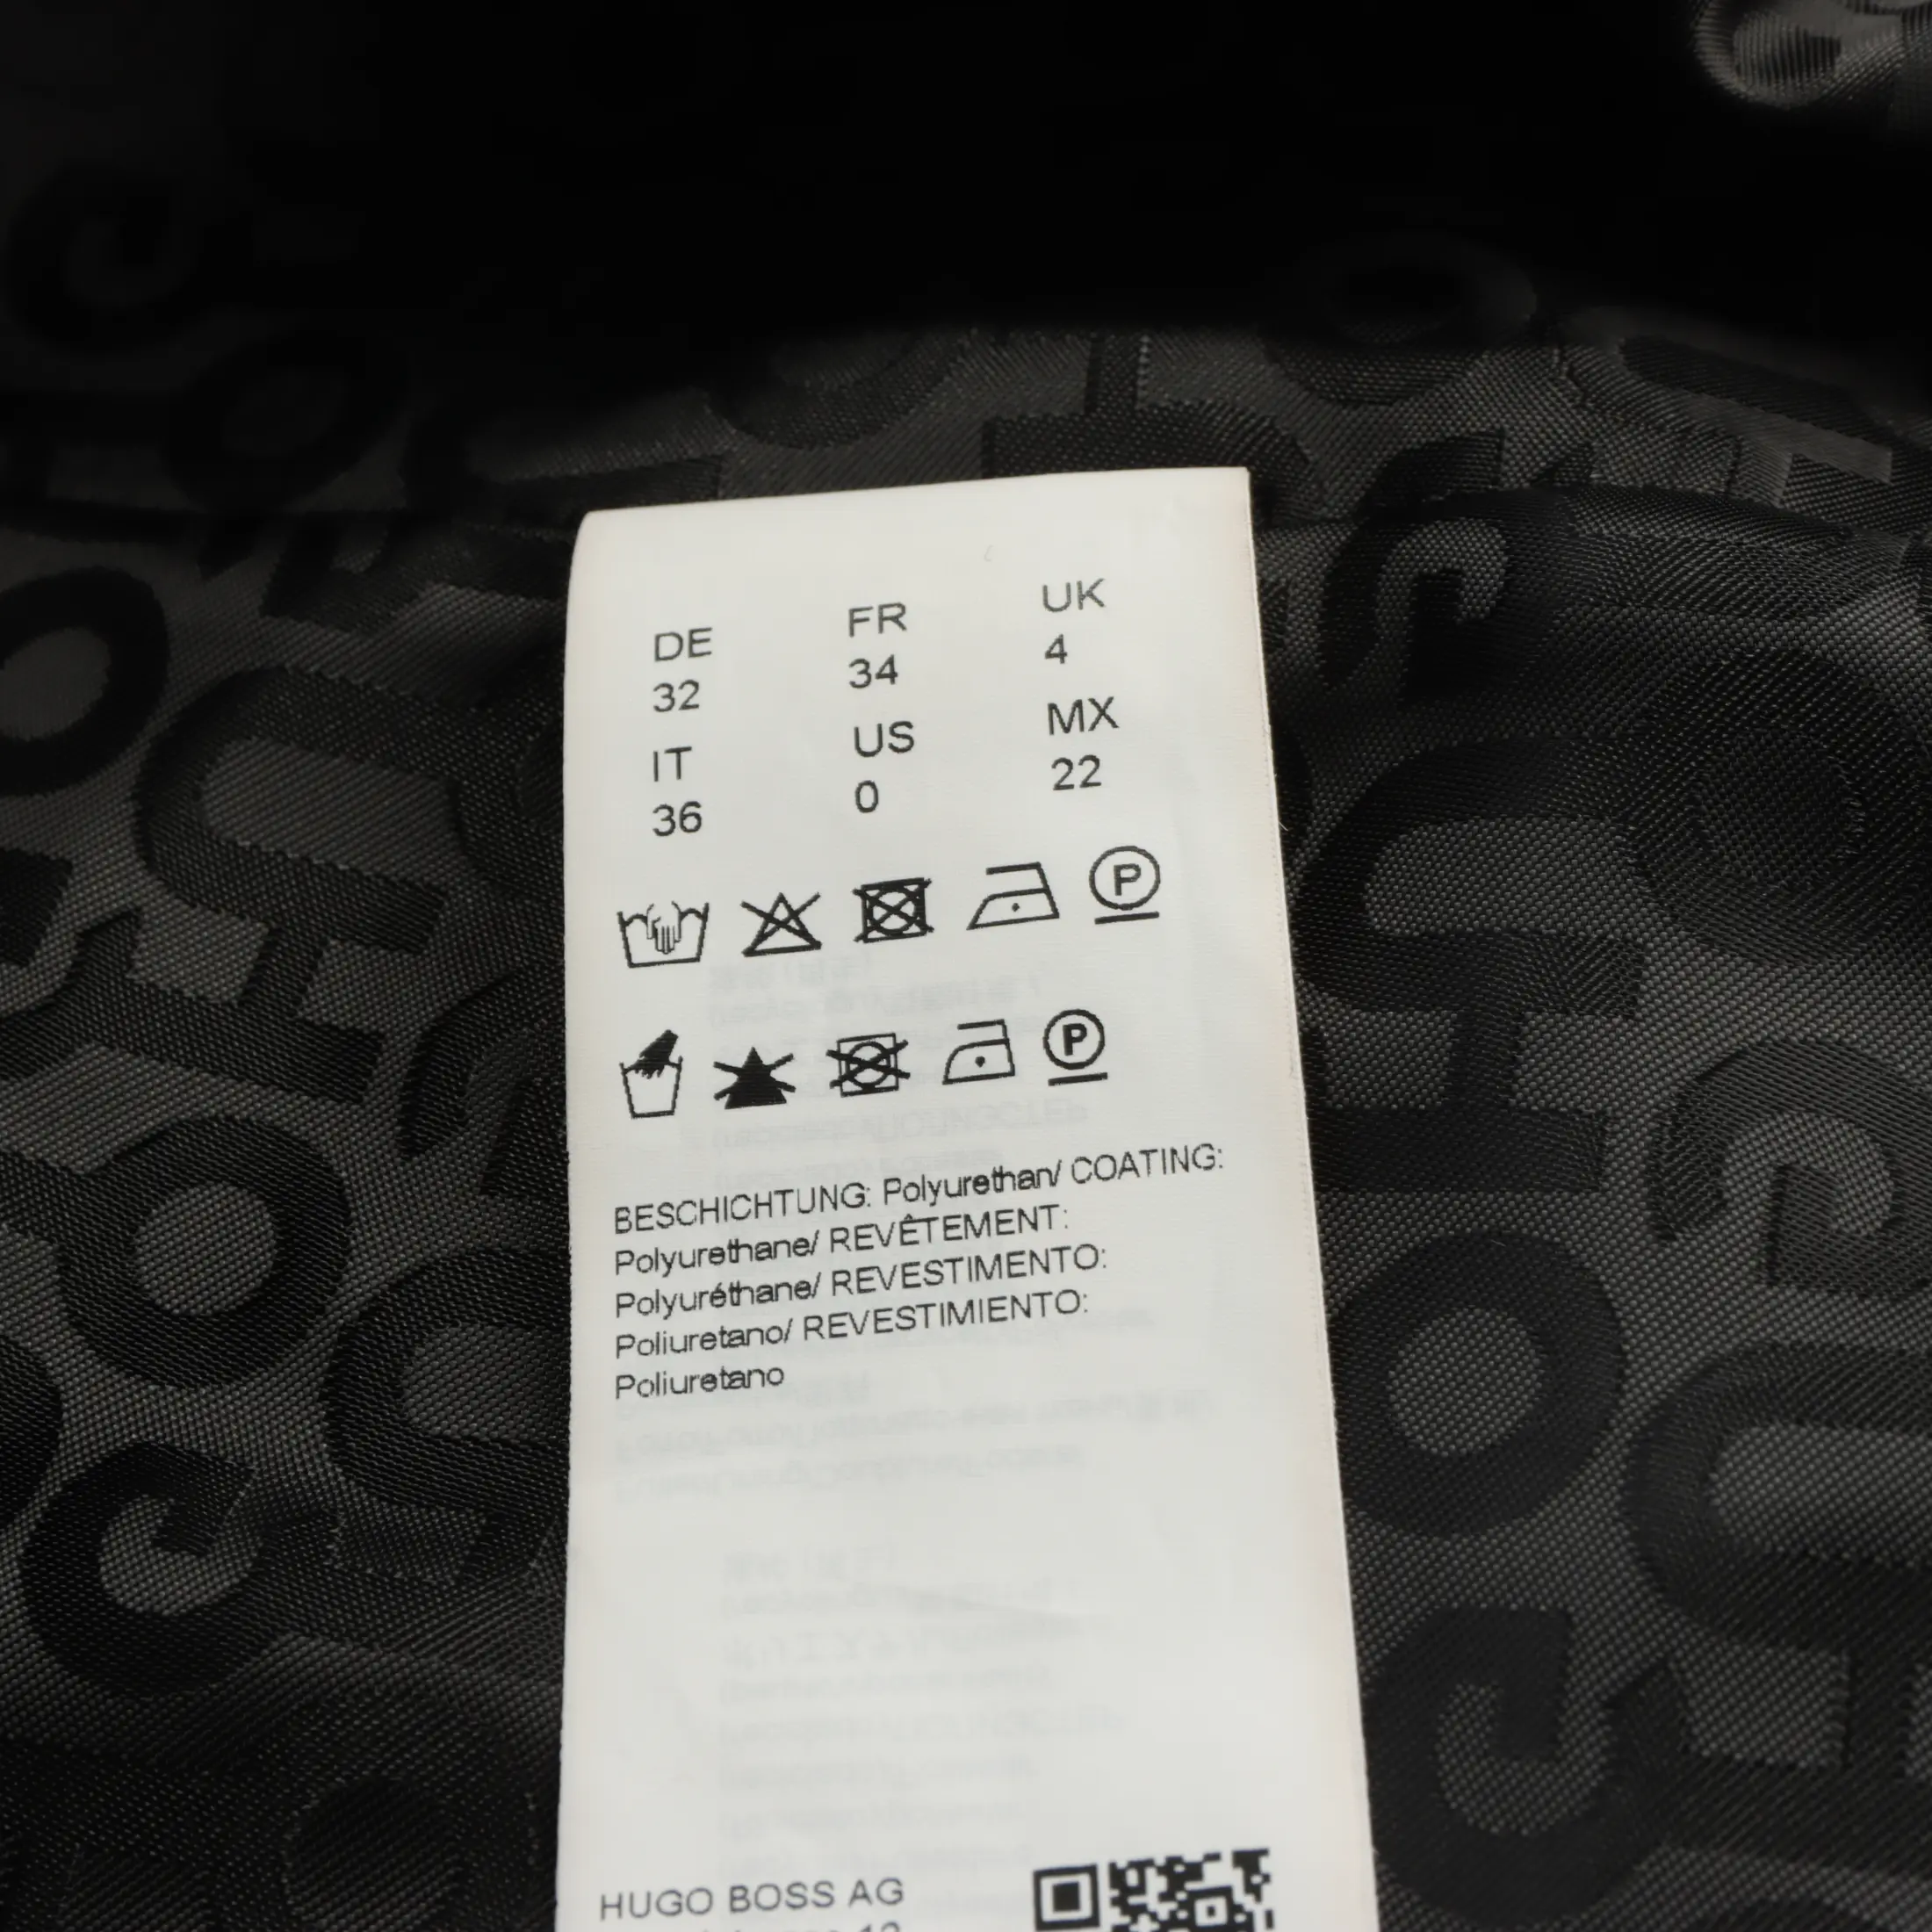 DE FR UK
32 34 4
IT US MX
36 0 22
P
P
BESCHICHTUNG: Polyurethan/ COATING:
Polyurethane/ REVÊTEMENT:
Polyuréthane/ REVESTIMENTO:
Poliuretano/ REVESTIMIENTO:
Poliuretano
HUGO BOSS AG